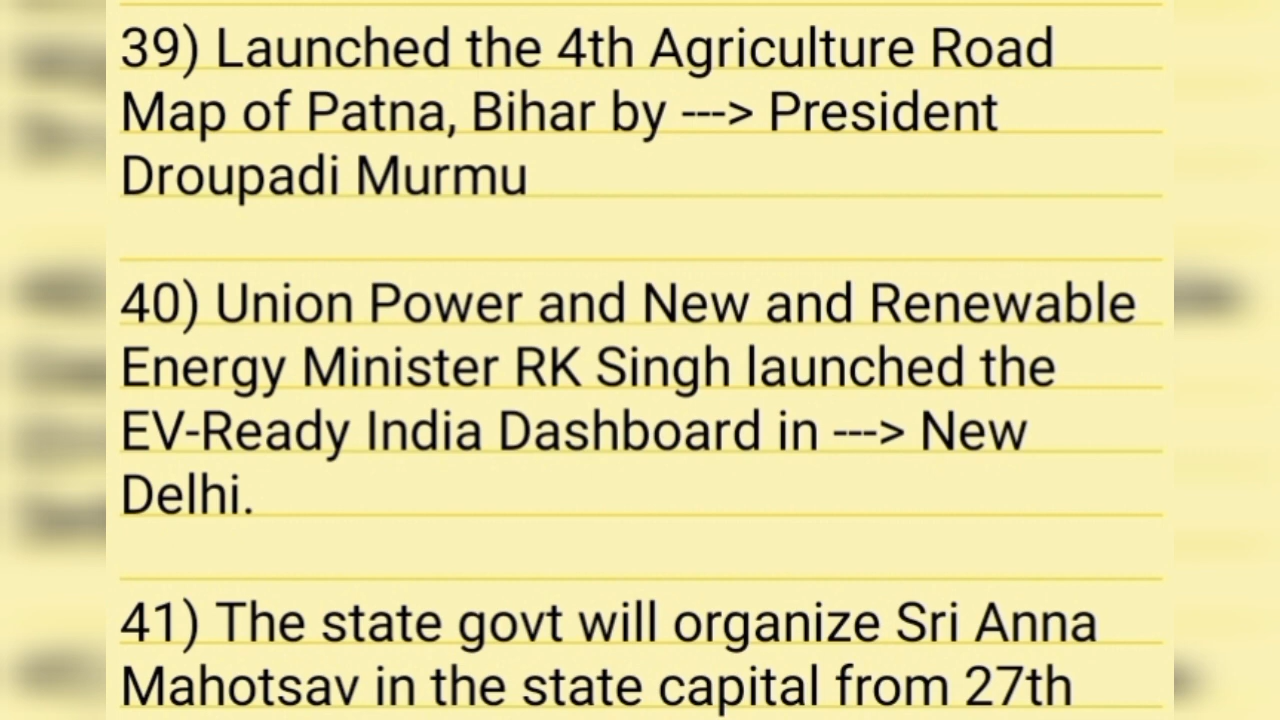 39) Launched the 4th Agriculture Road
Map of Patna, Bihar by ---> President
Droupadi Murmu
40) Union Power and New and Renewable
Energy Minister RK Singh launched the
EV-Ready India Dashboard in ---> New
Delhi.
41) The state govt will organize Sri Anna
Mahotsav in the state capital from 27th